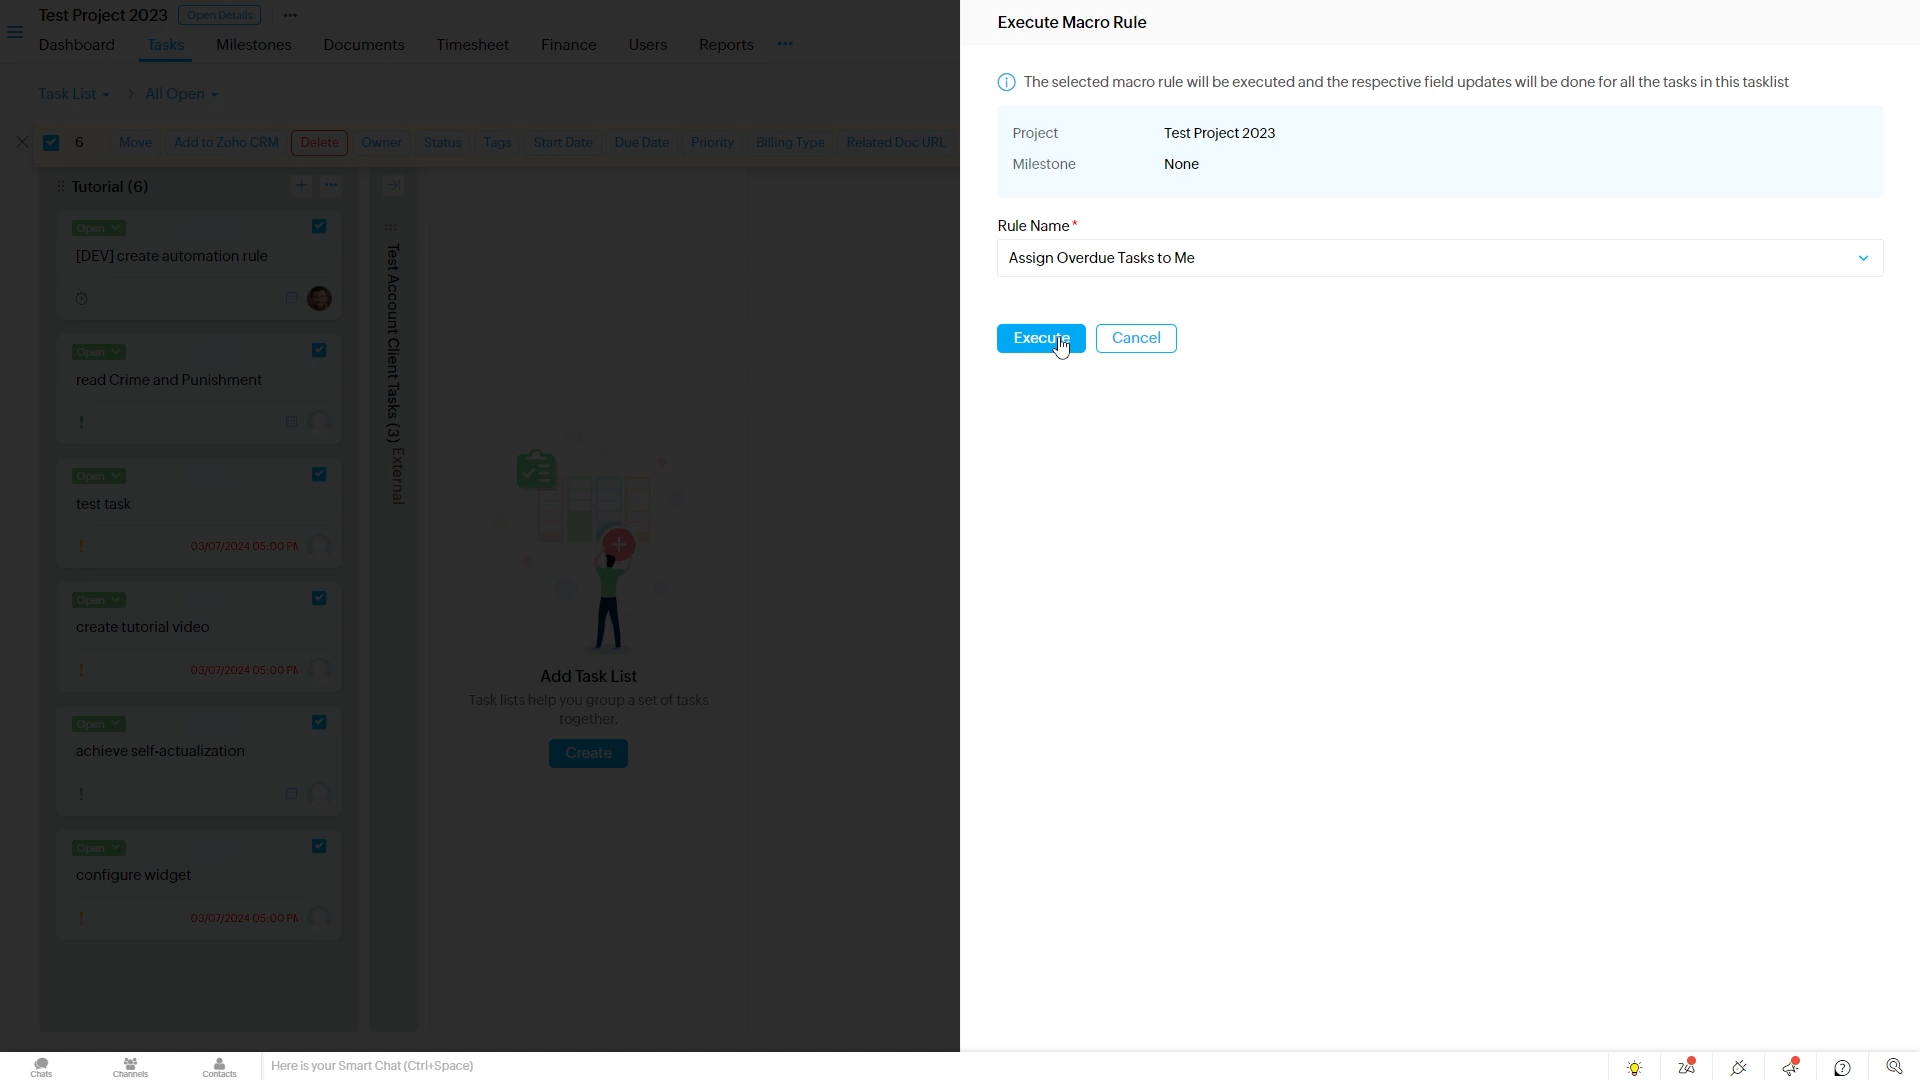 Test Project 2023 Open Details
Dashboard Tasks Milestones Documents Timesheet Finance Users Reports
Task List > All Open
6 Move Add to Zoho CRM Delete Owner Status Tags Start Date Due Date Priority Billing Type Related Doc URL
Tutorial (6)
Open
[DEV] create automation rule
Open
read Crime and Punishment
Open
test task
03/07/2024 05:00 PM
Open
create tutorial video
03/07/2024 05:00 PM
Open
achieve self-actualization
Open
configure widget
03/07/2024 05:00 PM
Test Account Client Tasks (3) External
Add Task List
Task lists help you group a set of tasks
together.
Create
Execute Macro Rule
The selected macro rule will be executed and the respective field updates will be done for all the tasks in this tasklist
Project Test Project 2023
Milestone None
Rule Name*
Assign Overdue Tasks to Me
Execute Cancel
Chats Channels Contacts Here is your Smart Chat (Ctrl+Space)